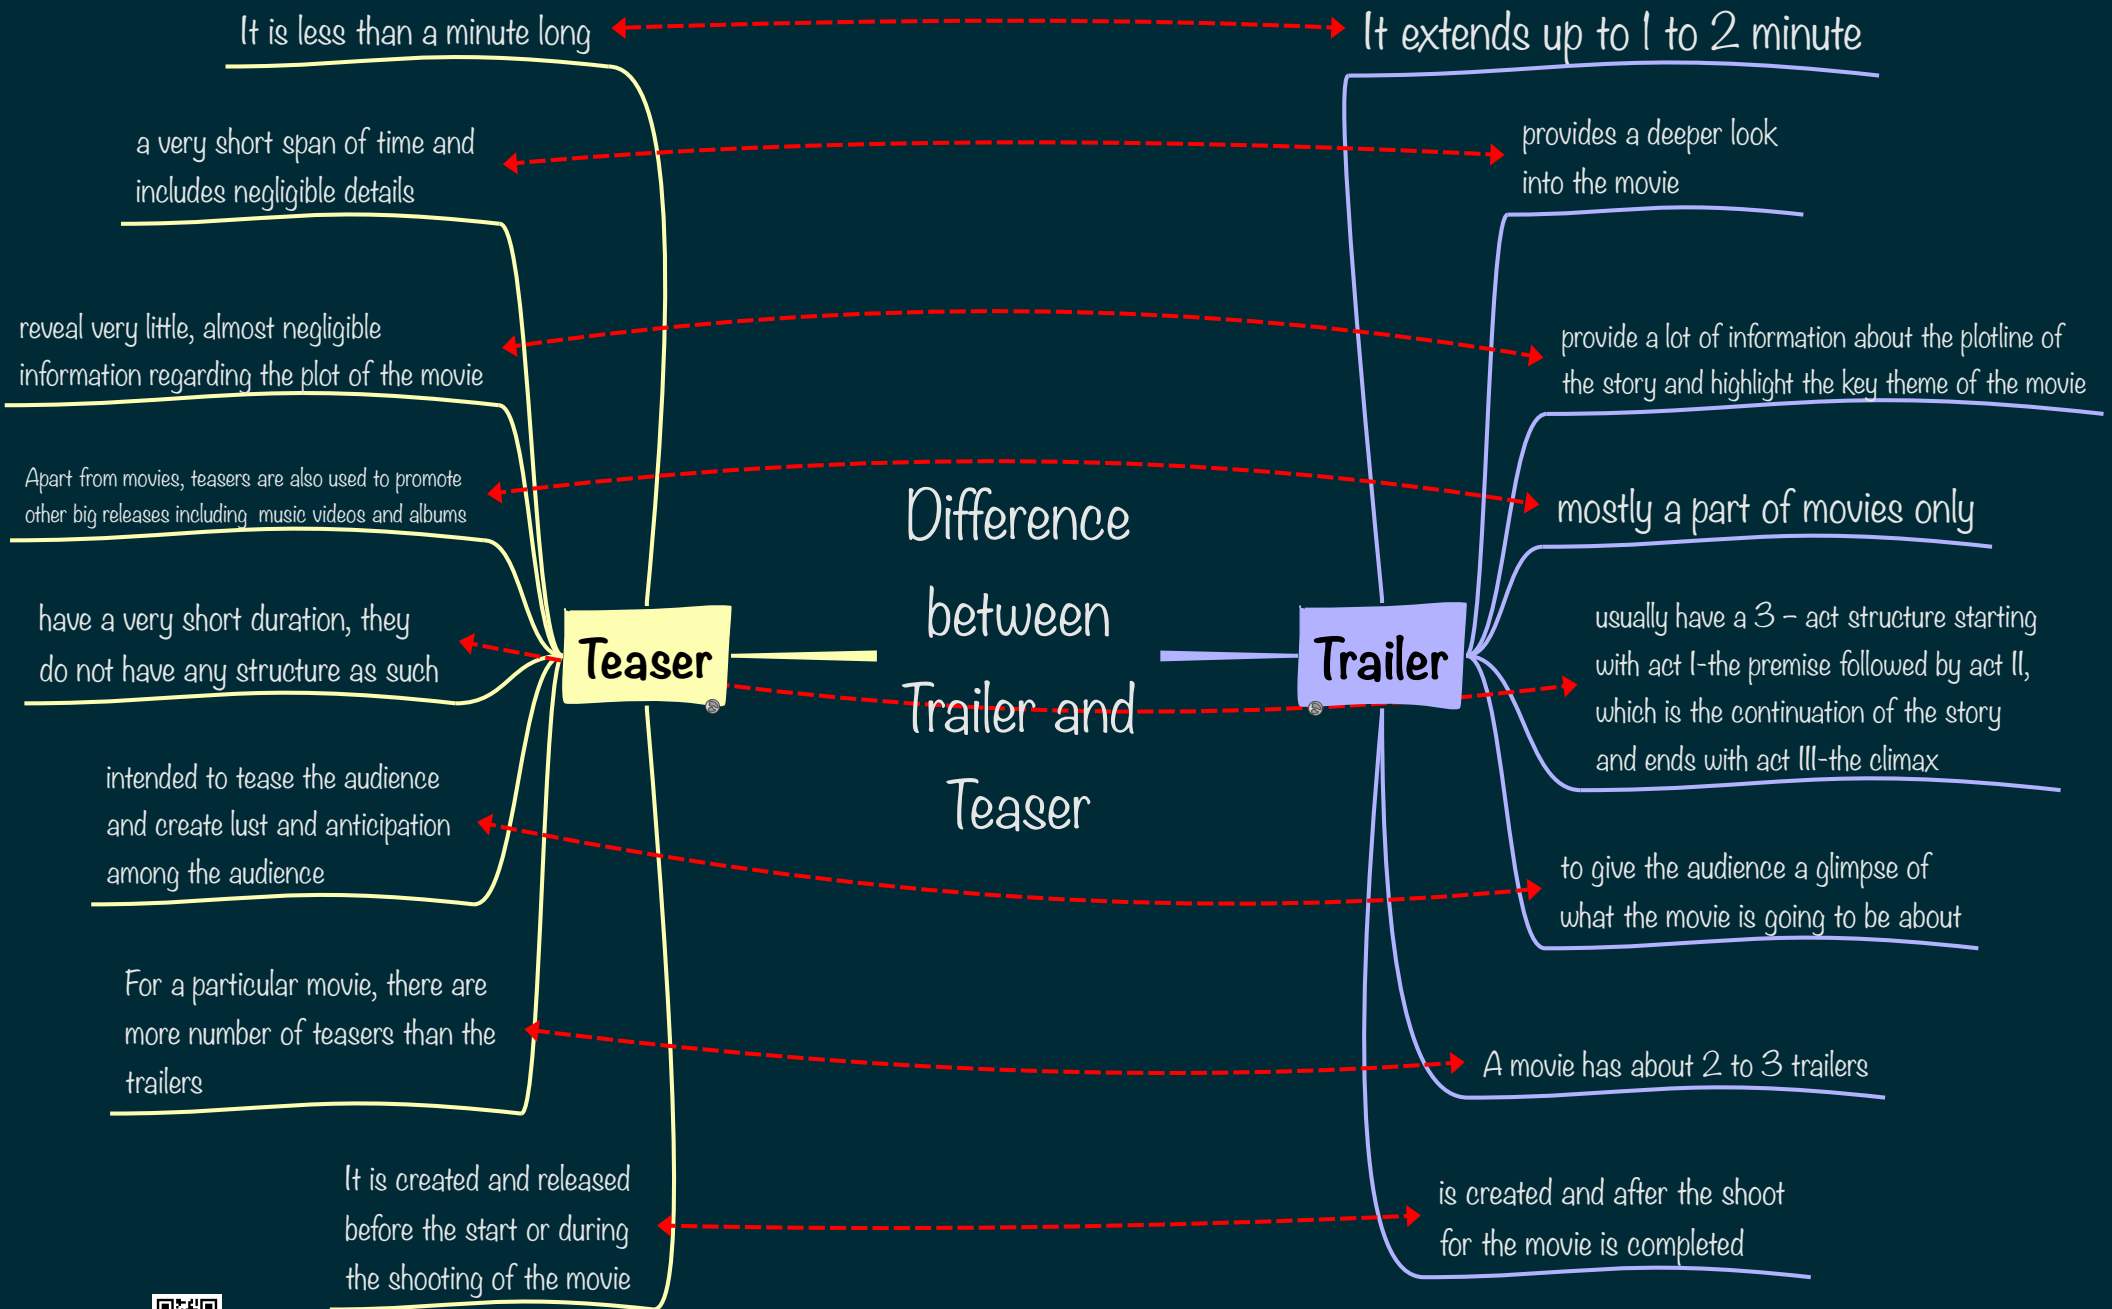 It is less than a minute long
a very short span of time and
includes negligible details
reveal very little, almost negligible
information regarding the plot of the movie
Apart from movies, teasers are also used to promote
other big releases including music videos and albums
have a very short duration, they
do not have any structure as such
intended to tease the audience
and create lust and anticipation
among the audience
For a particular movie, there are
more number of teasers than the
trailers
It is created and released
before the start or during
the shooting of the movie
Teaser
Difference
between
Trailer and
Teaser
Trailer
It extends up to 1 to 2 minute
provides a deeper look
into the movie
provide a lot of information about the plotline of
the story and highlight the key theme of the movie
mostly a part of movies only
usually have a 3 – act structure starting
with act I-the premise followed by act II,
which is the continuation of the story
and ends with act III-the climax
to give the audience a glimpse of
what the movie is going to be about
A movie has about 2 to 3 trailers
is created and after the shoot
for the movie is completed